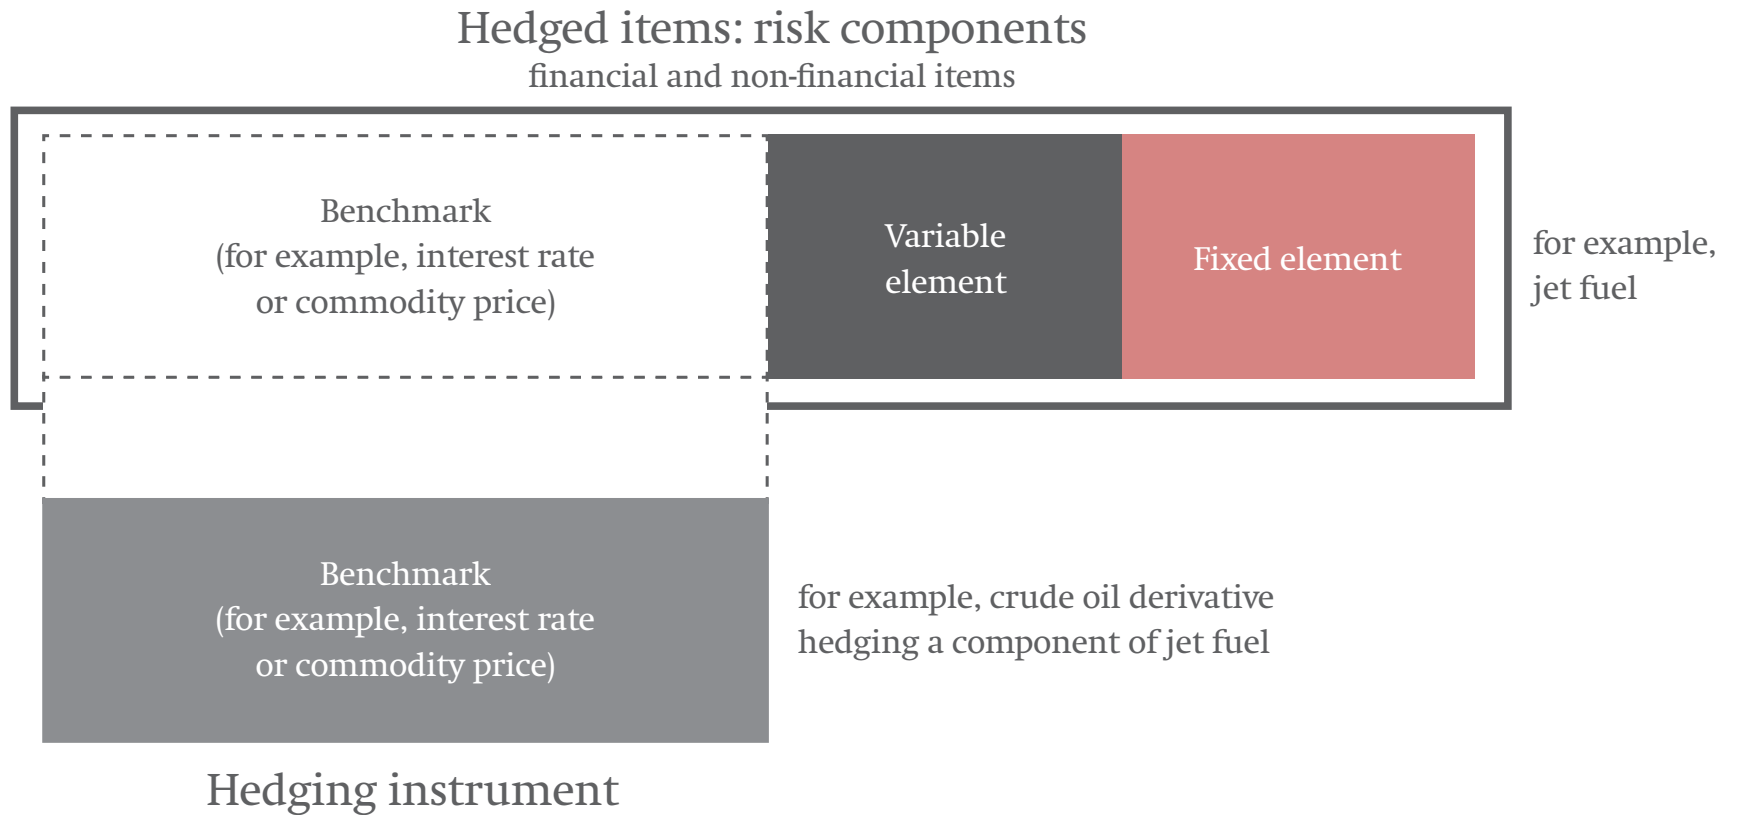 Hedged items: risk components
financial and non-financial items
Benchmark
(for example, interest rate
or commodity price)
Variable
element
Fixed element
for example,
jet fuel
Benchmark
(for example, interest rate
or commodity price)
for example, crude oil derivative
hedging a component of jet fuel
Hedging instrument